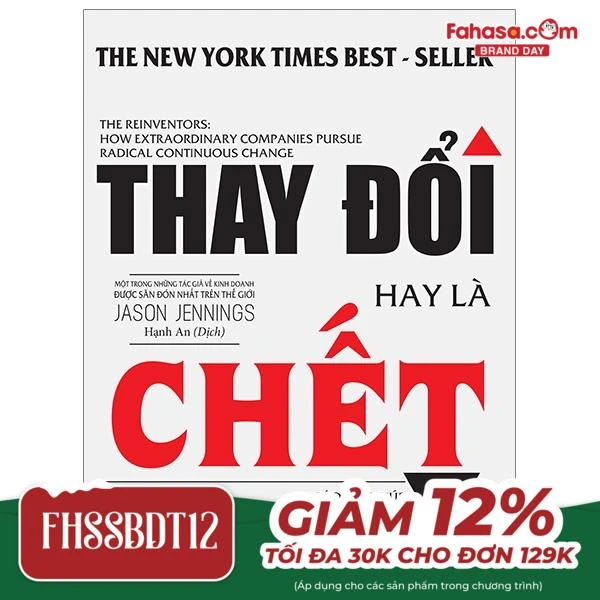 Fahasa.com
BRAND DAY
THE NEW YORK TIMES BEST - SELLER
THE REINVENTORS:
HOW EXTRAORDINARY COMPANIES PURSUE
RADICAL CONTINUOUS CHANGE
THAY ĐỔI
MỘT TRONG NHỮNG TÁC GIẢ VỀ KINH DOANH
ĐƯỢC SĂN ĐÓN NHẤT TRÊN THẾ GIỚI
JASON JENNINGS
Hạnh An (Dịch)
HAY LÀ
CHẾT
FHSSBDT12
GIẢM 12%
TỐI ĐA 30K CHO ĐƠN 129K
(Áp dụng cho các sản phẩm trong chương trình)